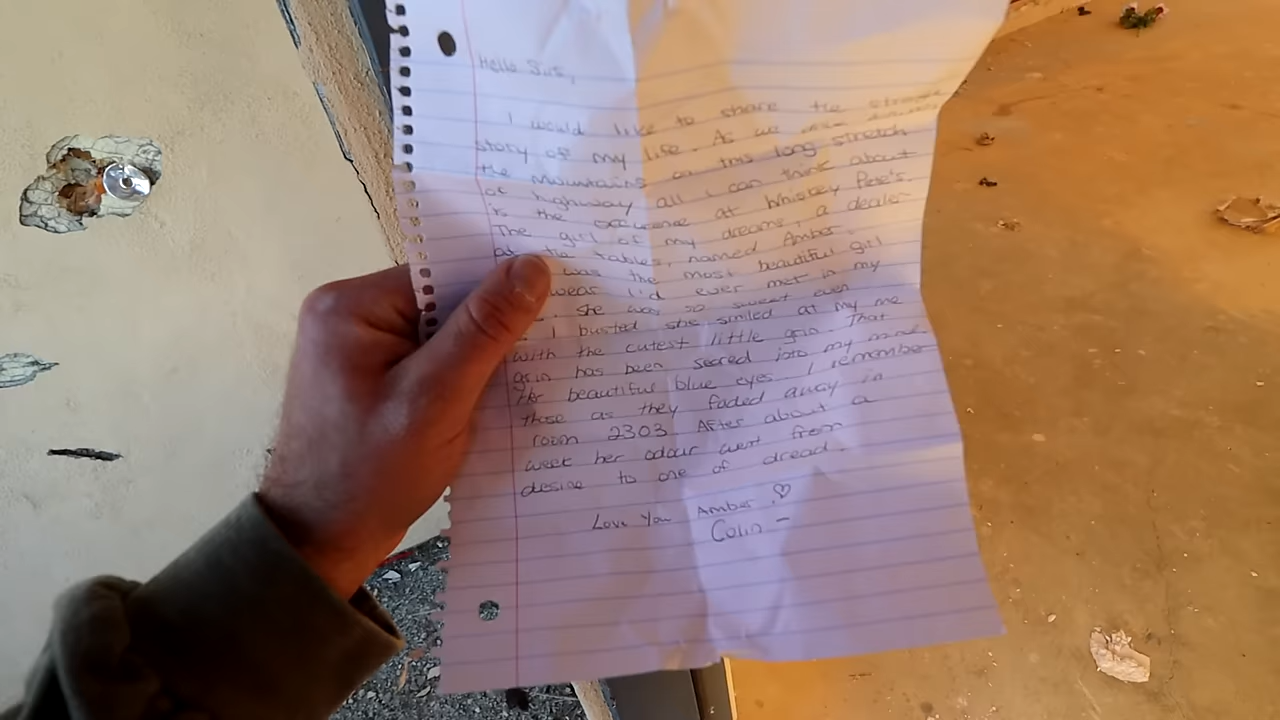 Hello Sirs,
I would like to share the
story of my life. As we
the mountains on this long stretch
of highway all I can think about
is the occurence at Whiskey Pete's.
The girl of my dreams, a dealer
at the tables, named Amber.
was the most beautiful girl
I'd ever met in my
she was so sweet even
I busted she smiled at my me
with the cutest little grin. That
grin has been seared into my mind.
Her beautiful blue eyes. I remember
those as they faded away in
room 2303. After about a
week her odour went from
desire to one of dread.
Love You Amber ♡
Colin -